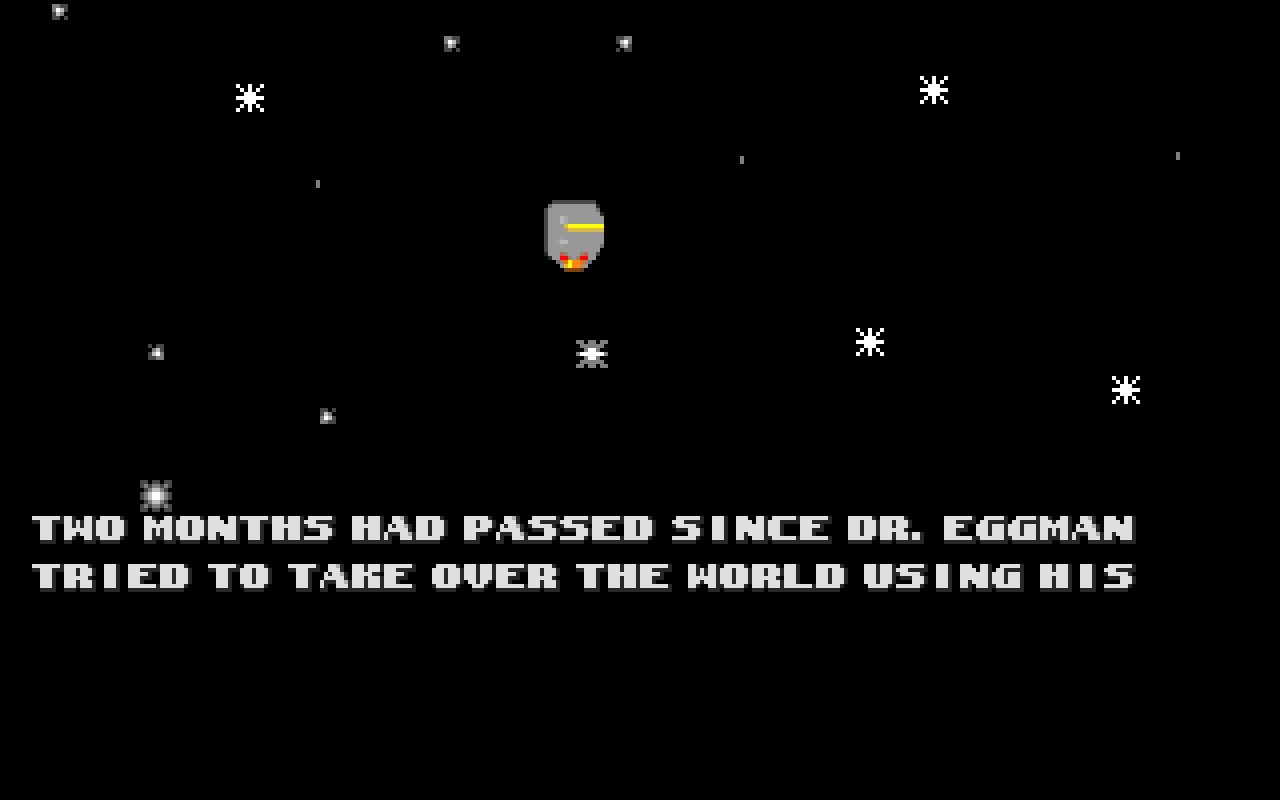 TWO MONTHS HAD PASSED SINCE DR. EGGMAN
TRIED TO TAKE OVER THE WORLD USING HIS